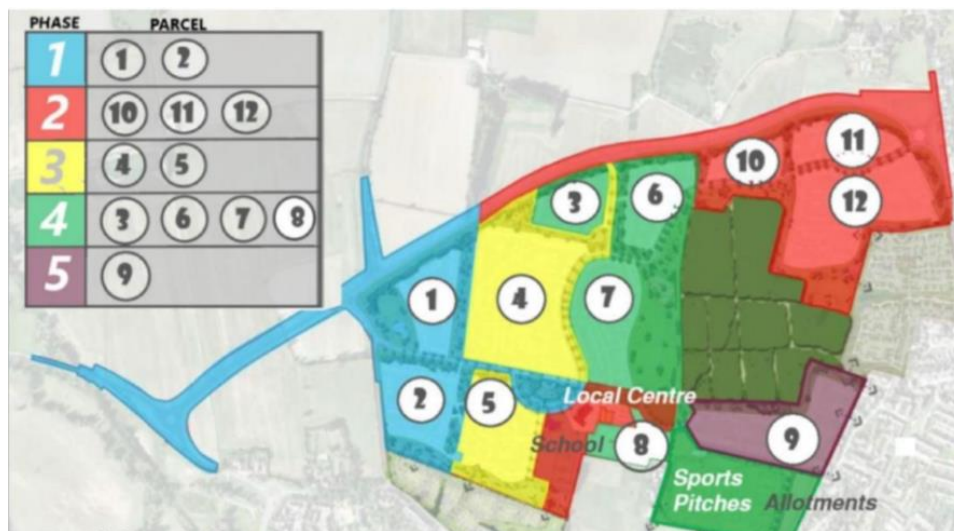 PHASE PARCEL
1 1 2
2 10 11 12
3 4 5
4 3 6 7 8
5 9
11
10
12
6
3
1
4
7
2
5
Local Centre
School
8
9
Sports
Pitches Allotments